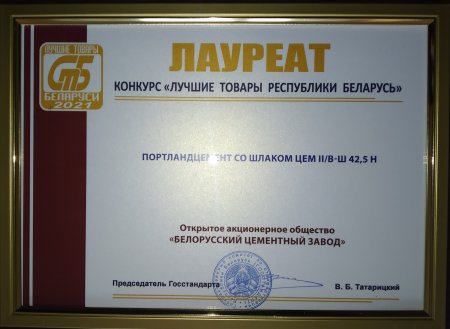 ЛУЧШИЕ ТОВАРЫ
СТБ
БЕЛАРУСИ
2021
ЛАУРЕАТ
КОНКУРС «ЛУЧШИЕ ТОВАРЫ РЕСПУБЛИКИ БЕЛАРУСЬ»
ПОРТЛАНДЦЕМЕНТ СО ШЛАКОМ ЦЕМ II/В-Ш 42,5 Н
Открытое акционерное общество
«БЕЛОРУССКИЙ ЦЕМЕНТНЫЙ ЗАВОД»
Председатель Госстандарта
В. Б. Татарицкий